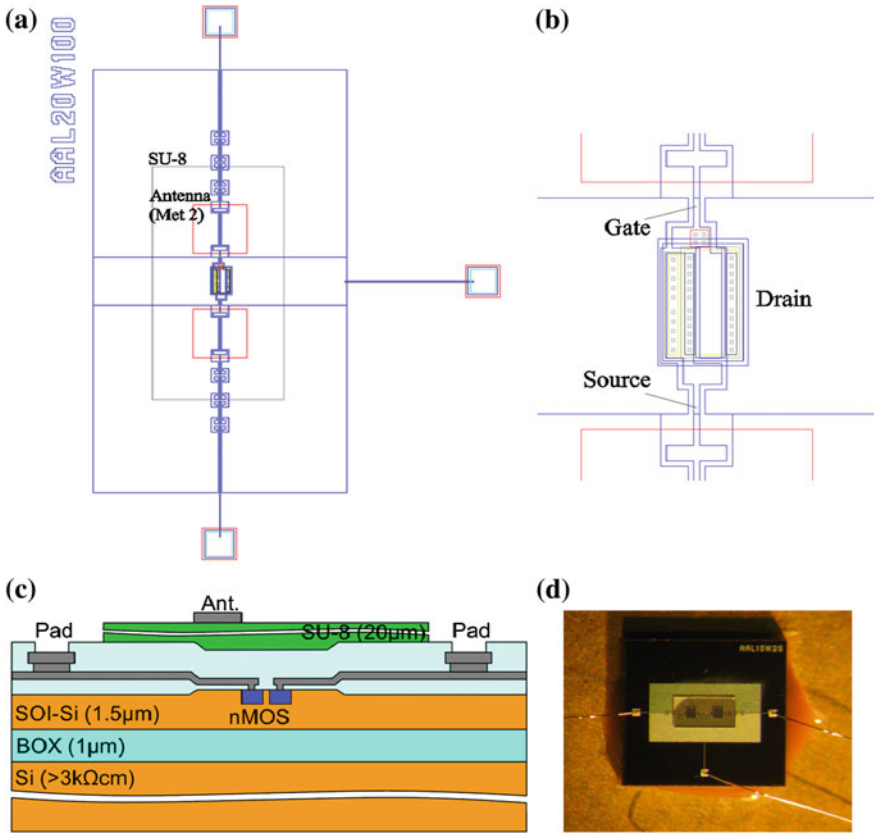 (a)
AAL20W100
SU-8
Antenna
(Met 2)
(b)
Gate
Drain
Source
(c)
Ant.
SU-8 (20μm)
Pad
Pad
SOI-Si (1.5μm)
nMOS
BOX (1μm)
Si (>3kΩcm)
(d)
AAL10W20